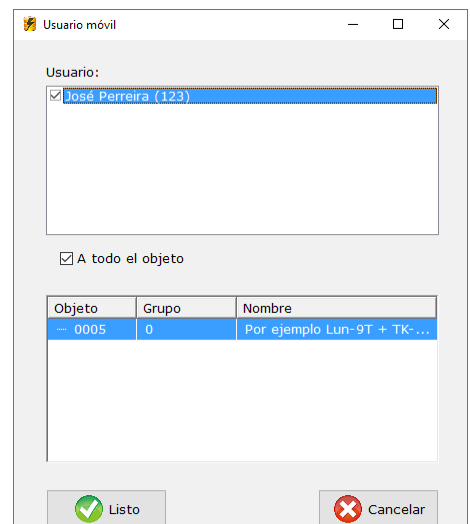 Usuario móvil
Usuario:
José Perreira (123)
A todo el objeto
Objeto Grupo Nombre
0005 0 Por ejemplo Lun-9T + TK-...
Listo Cancelar